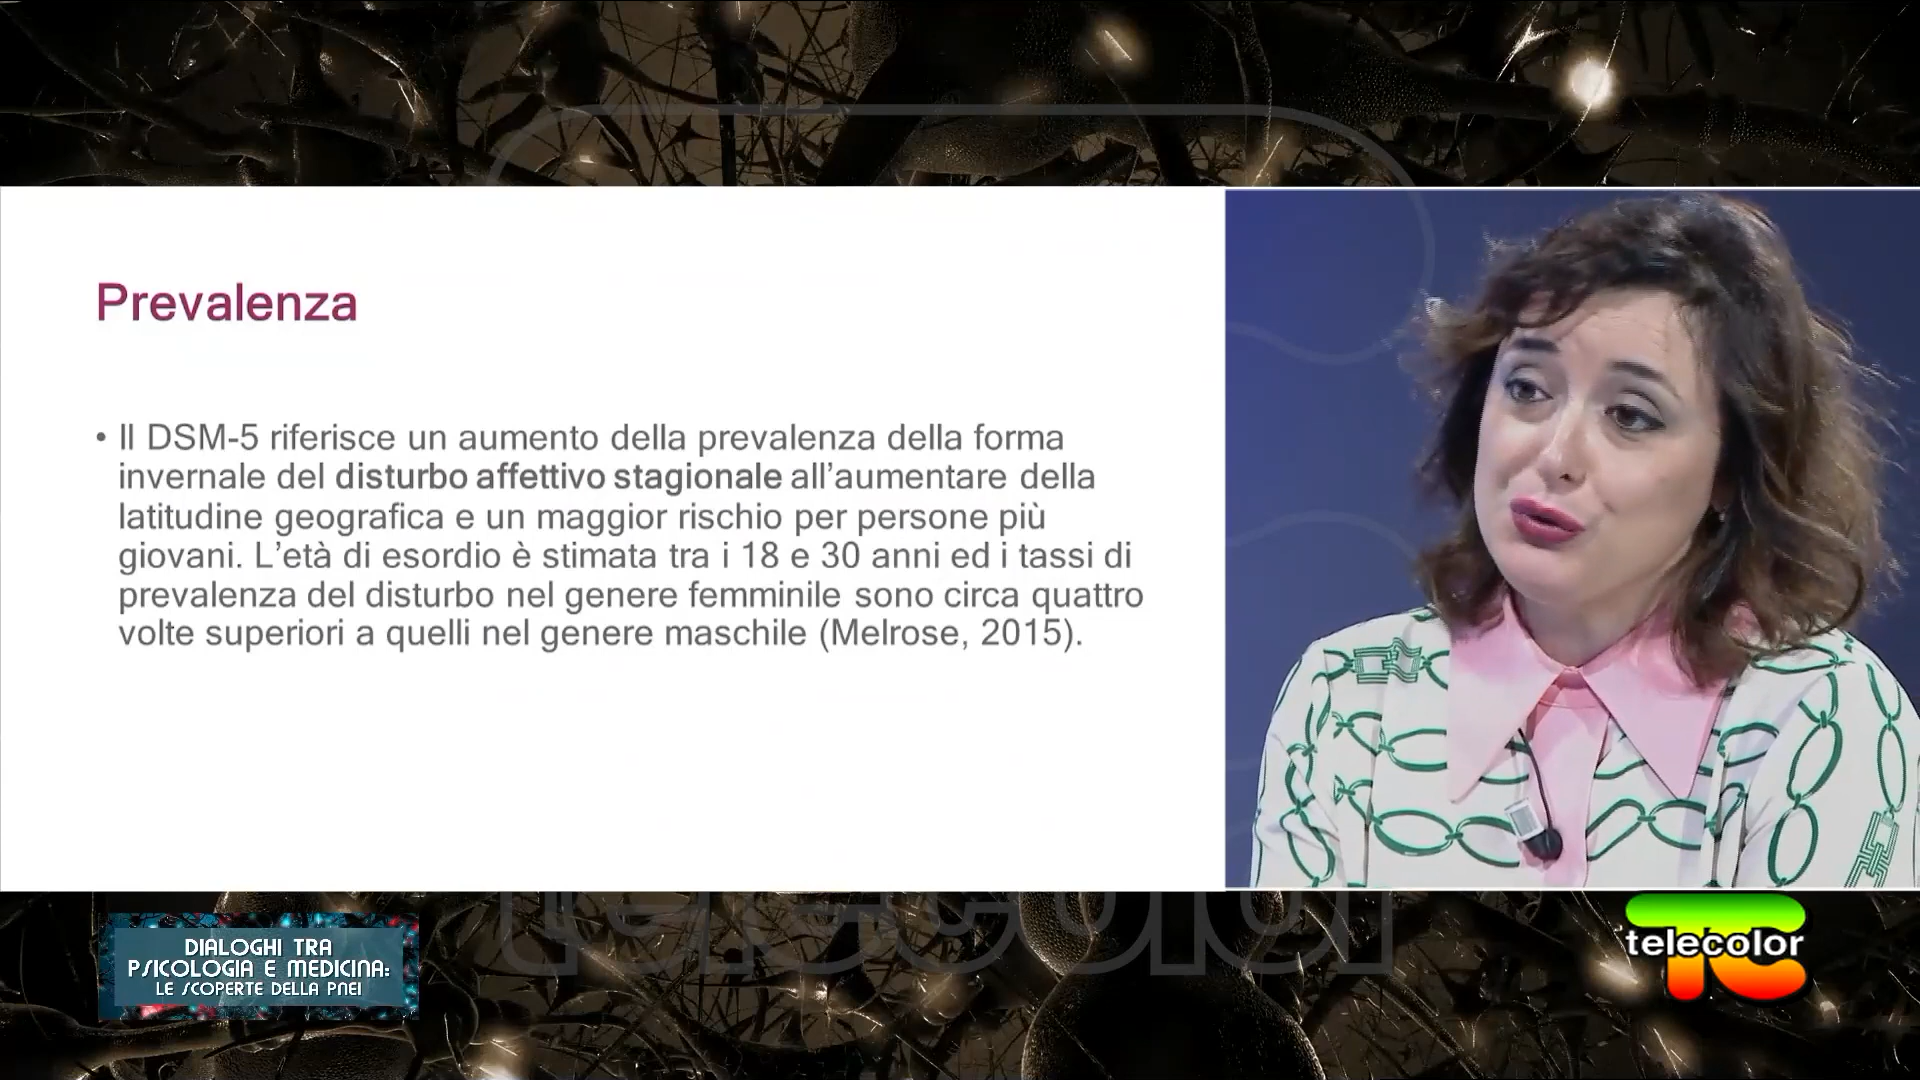 Prevalenza
• Il DSM-5 riferisce un aumento della prevalenza della forma
invernale del disturbo affettivo stagionale all’aumentare della
latitudine geografica e un maggior rischio per persone più
giovani. L’età di esordio è stimata tra i 18 e 30 anni ed i tassi di
prevalenza del disturbo nel genere femminile sono circa quattro
volte superiori a quelli nel genere maschile (Melrose, 2015).
telecolor
DIALOGHI TRA
PSICOLOGIA E MEDICINA:
LE SCOPERTE DELLA PNEI
telecolor